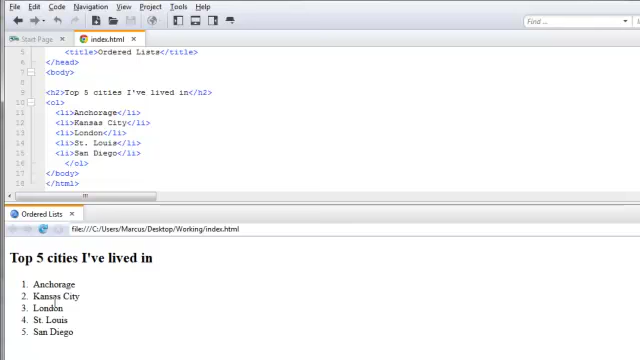 File Edit Code Navigation View Project Tools Help
Find ...
Start Page index.html
5 <title>Ordered Lists</title>
6 </head>
7 <body>
8
9 <h2>Top 5 cities I've lived in</h2>
10 <ol>
11 <li>Anchorage</li>
12 <li>Kansas City</li>
13 <li>London</li>
14 <li>St. Louis</li>
15 <li>San Diego</li>
16 </ol>
17 </body>
18 </html>
Ordered Lists
file:///C:/Users/Marcus/Desktop/Working/index.html
Top 5 cities I've lived in
1. Anchorage
2. Kansas City
3. London
4. St. Louis
5. San Diego